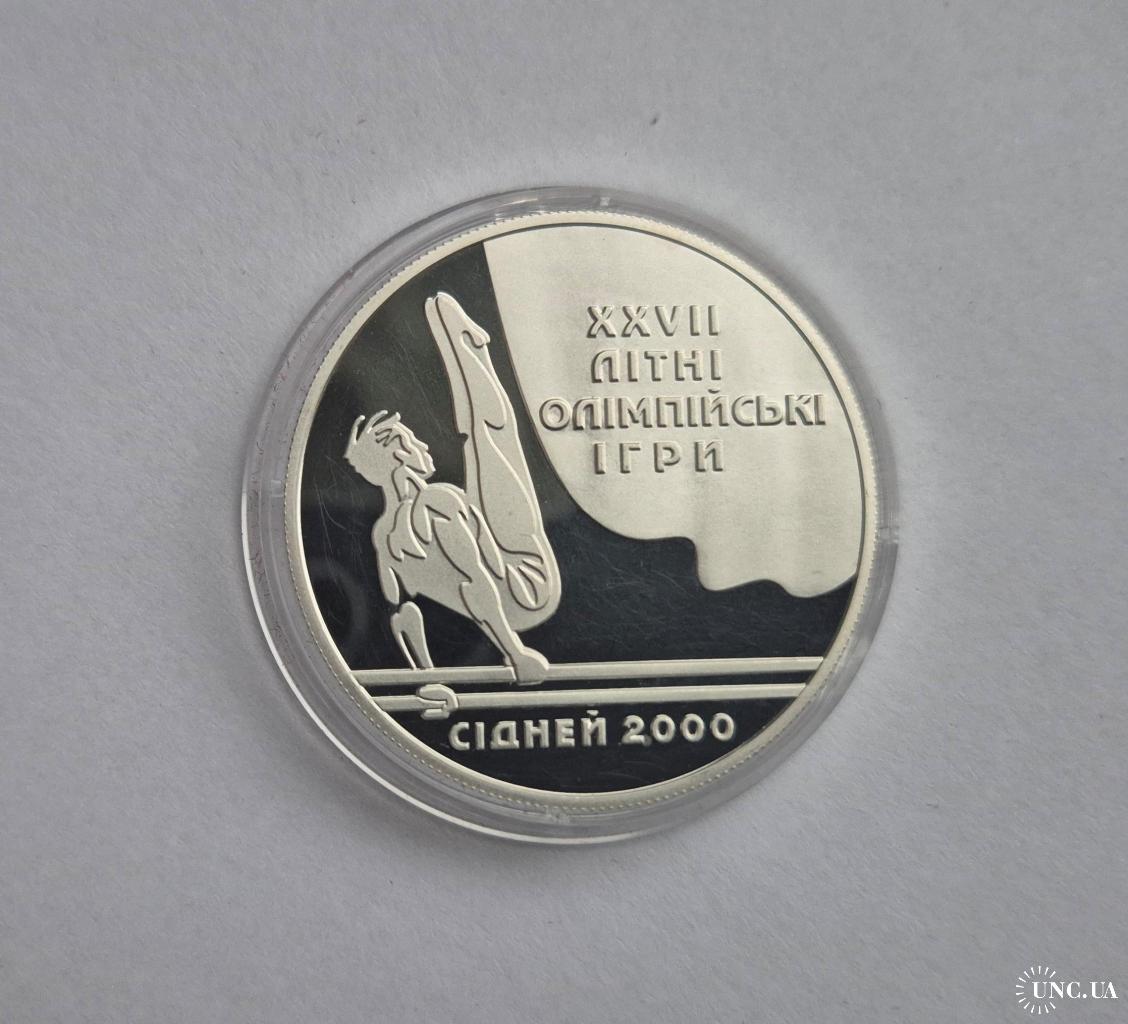 XXVII
ЛІТНІ
ОЛІМПІЙСЬКІ
ІГРИ
СІДНЕЙ 2000
UNC.UA